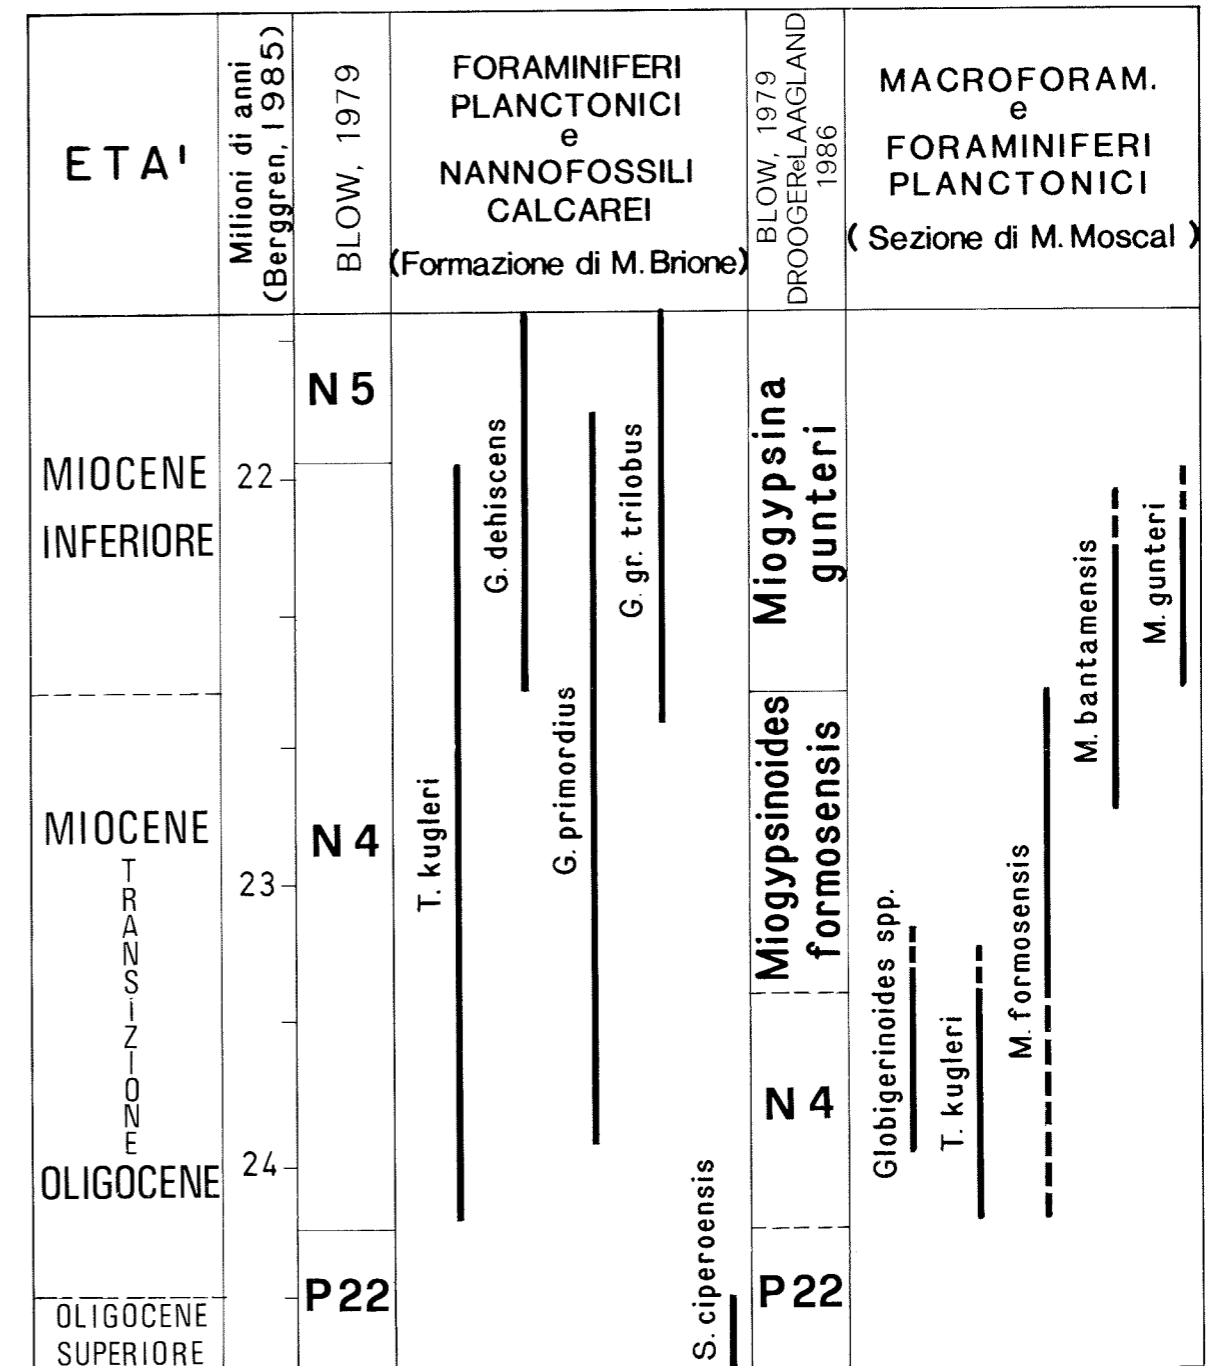 ETA'
Milioni di anni
(Berggren, 1985)
BLOW, 1979
FORAMINIFERI
PLANCTONICI
e
NANNOFOSSILI
CALCAREI
(Formazione di M. Brione)
BLOW, 1979
DROOGEReLAAGLAND
1986
MACROFORAM.
e
FORAMINIFERI
PLANCTONICI
( Sezione di M. Moscal )
MIOCENE
INFERIORE
MIOCENE
TRANSIZIONE
OLIGOCENE
OLIGOCENE
SUPERIORE
22
23
24
N 5
N 4
P22
T. kugleri
G. dehiscens
G. primordius
G. gr. trilobus
S. ciperoensis
Miogypsina
gunteri
Miogypsinoides
formosensis
N 4
P22
Globigerinoides spp.
T. kugleri
M. formosensis
M. bantamensis
M. gunteri